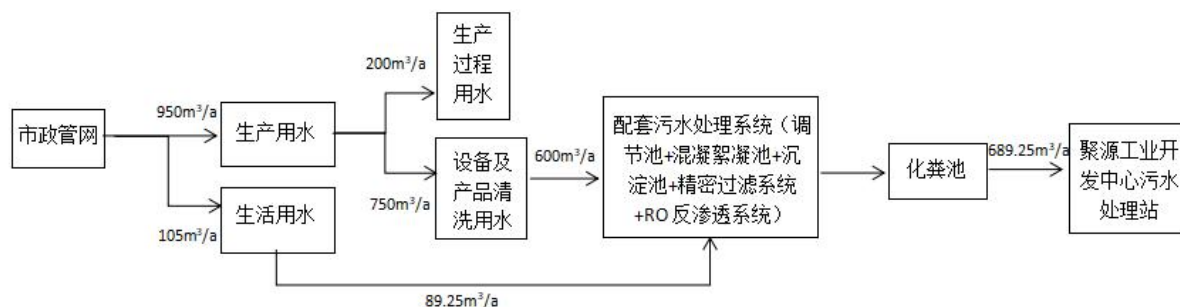 市政管网
950m³/a
105m³/a
生产用水
生活用水
200m³/a
750m³/a
生产
过程
用水
设备及
产品清
洗用水
600m³/a
89.25m³/a
配套污水处理系统（调
节池+混凝絮凝池+沉
淀池+精密过滤系统
+RO反渗透系统）
化粪池
689.25m³/a
聚源工业开
发中心污水
处理站